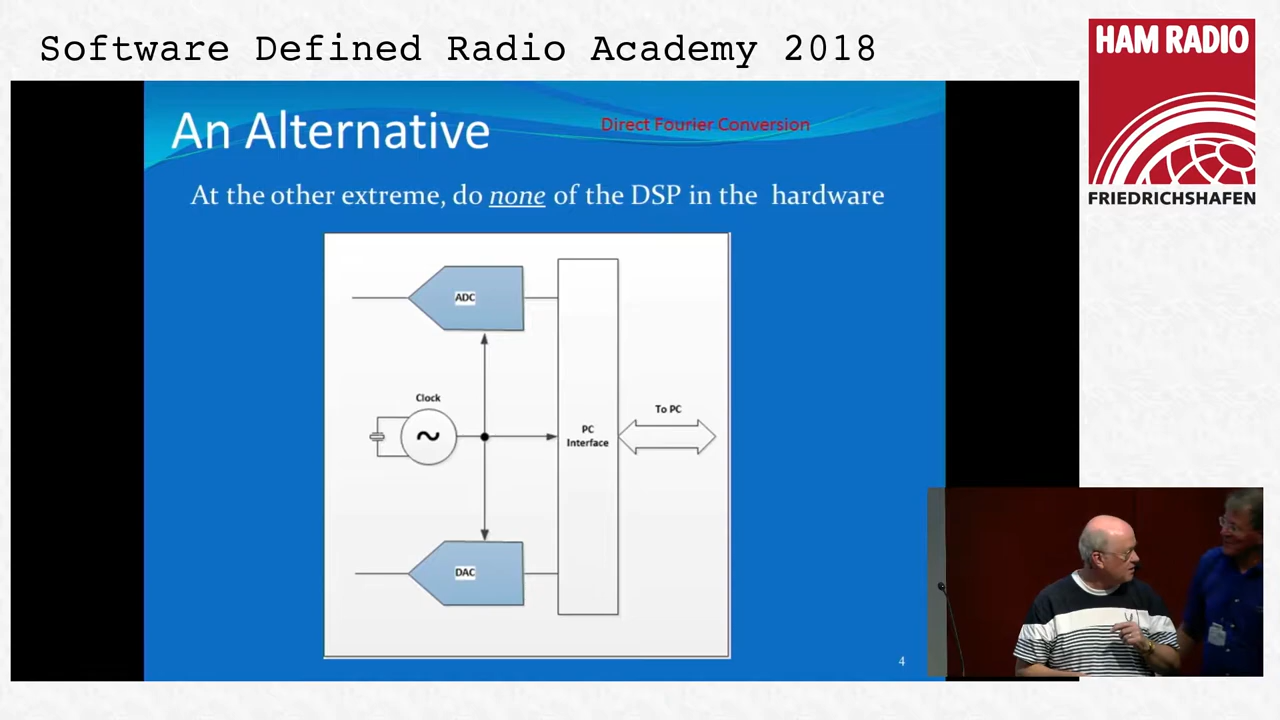 Software Defined Radio Academy 2018
HAM RADIO
FRIEDRICHSHAFEN
An Alternative
Direct Fourier Conversion
At the other extreme, do none of the DSP in the hardware
ADC
Clock
To PC
PC
Interface
DAC
4